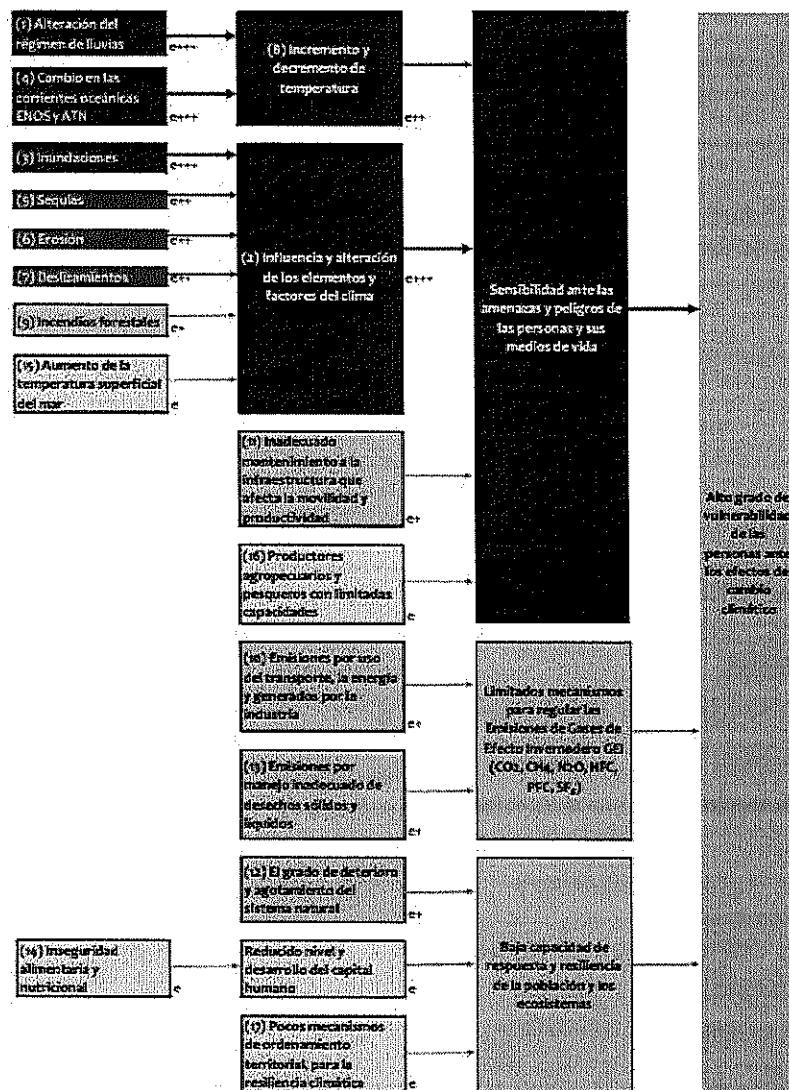 (1) Alteración del
régimen de lluvias
e+++
(4) Cambio en las
corrientes oceánicas
ENOS y ATN
e+++
(3) Inundaciones
e+++
(5) Sequías
e++
(6) Erosión
e++
(7) Deslizamientos
e++
(9) Incendios forestales
e+
(15) Aumento de la
temperatura superficial
del mar
e
(14) Inseguridad
alimentaria y
nutricional
e
(8) Incremento y
decremento de
temperatura
e++
(2) Influencia y alteración
de los elementos y
factores del clima
e+++
(11) Inadecuado
mantenimiento a la
infraestructura que
afecta la movilidad y
productividad
e+
(16) Productores
agropecuarios y
pesqueros con limitadas
capacidades
e
(10) Emisiones por uso
del transporte, la energía
y generados por la
industria
e+
(13) Emisiones por
manejo inadecuado de
desechos sólidos y
líquidos
e+
(12) El grado de deterioro
y agotamiento del
sistema natural
e+
Reducido nivel y
desarrollo del capital
humano
e
(17) Pocos mecanismos
de ordenamiento
territorial, para la
resiliencia climática
e
Sensibilidad ante las
amenazas y peligros de
las personas y sus
medios de vida
Limitados mecanismos
para regular las
Emisiones de Gases de
Efecto Invernadero GEI
(CO2, CH4, N2O, HFC,
PFC, SF6)
Baja capacidad de
respuesta y resiliencia
de la población y los
ecosistemas
Alto grado de
vulnerabilidad
de las
personas ante
los efectos del
cambio
climático